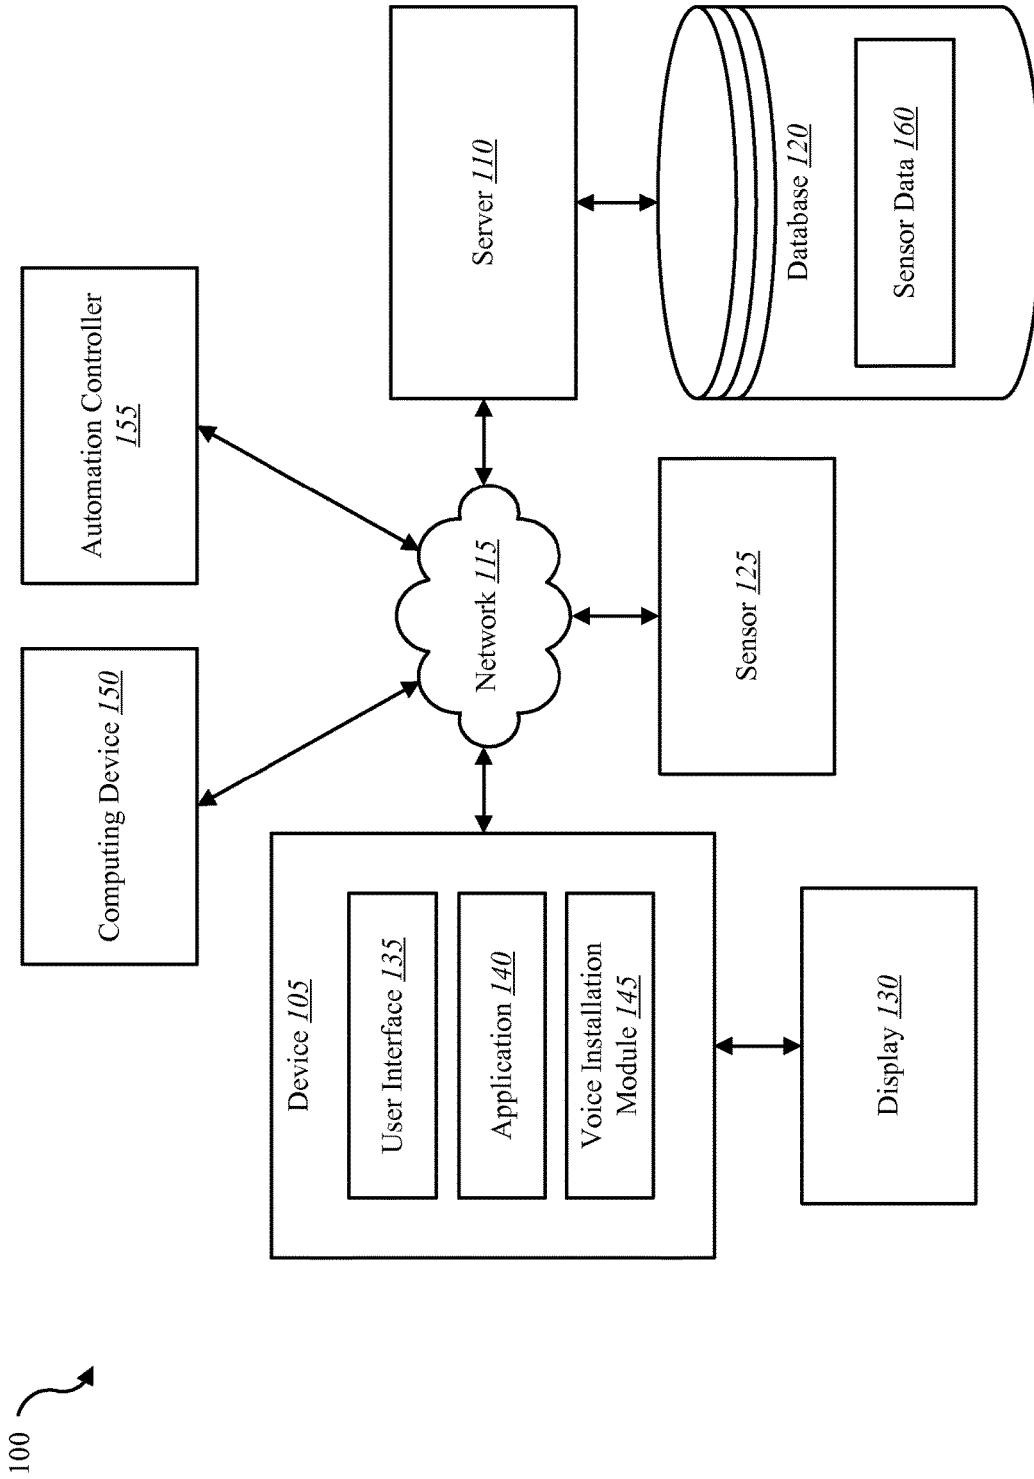 100
Computing Device 150
Automation Controller
155
Device 105
User Interface 135
Application 140
Voice Installation
Module 145
Network 115
Server 110
Sensor 125
Display 130
Database 120
Sensor Data 160